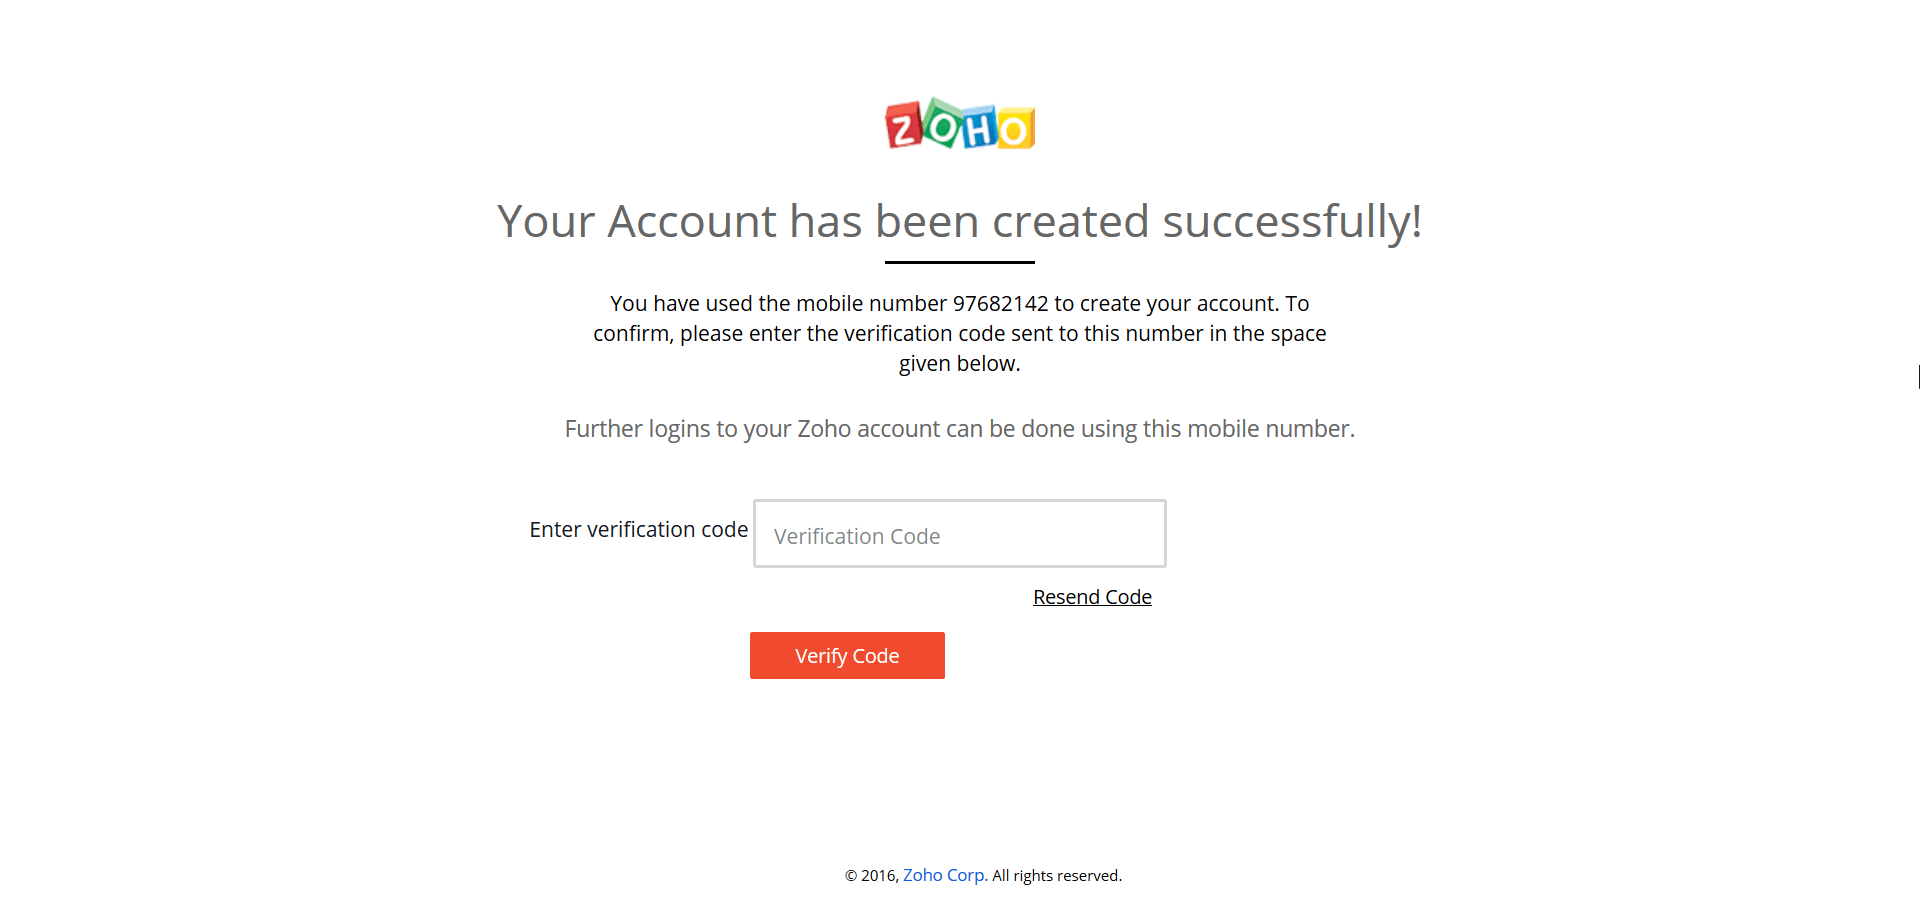 ZOHO
Your Account has been created successfully!
You have used the mobile number 97682142 to create your account. To
confirm, please enter the verification code sent to this number in the space
given below.
Further logins to your Zoho account can be done using this mobile number.
Enter verification code
Verification Code
Resend Code
Verify Code
© 2016, Zoho Corp. All rights reserved.